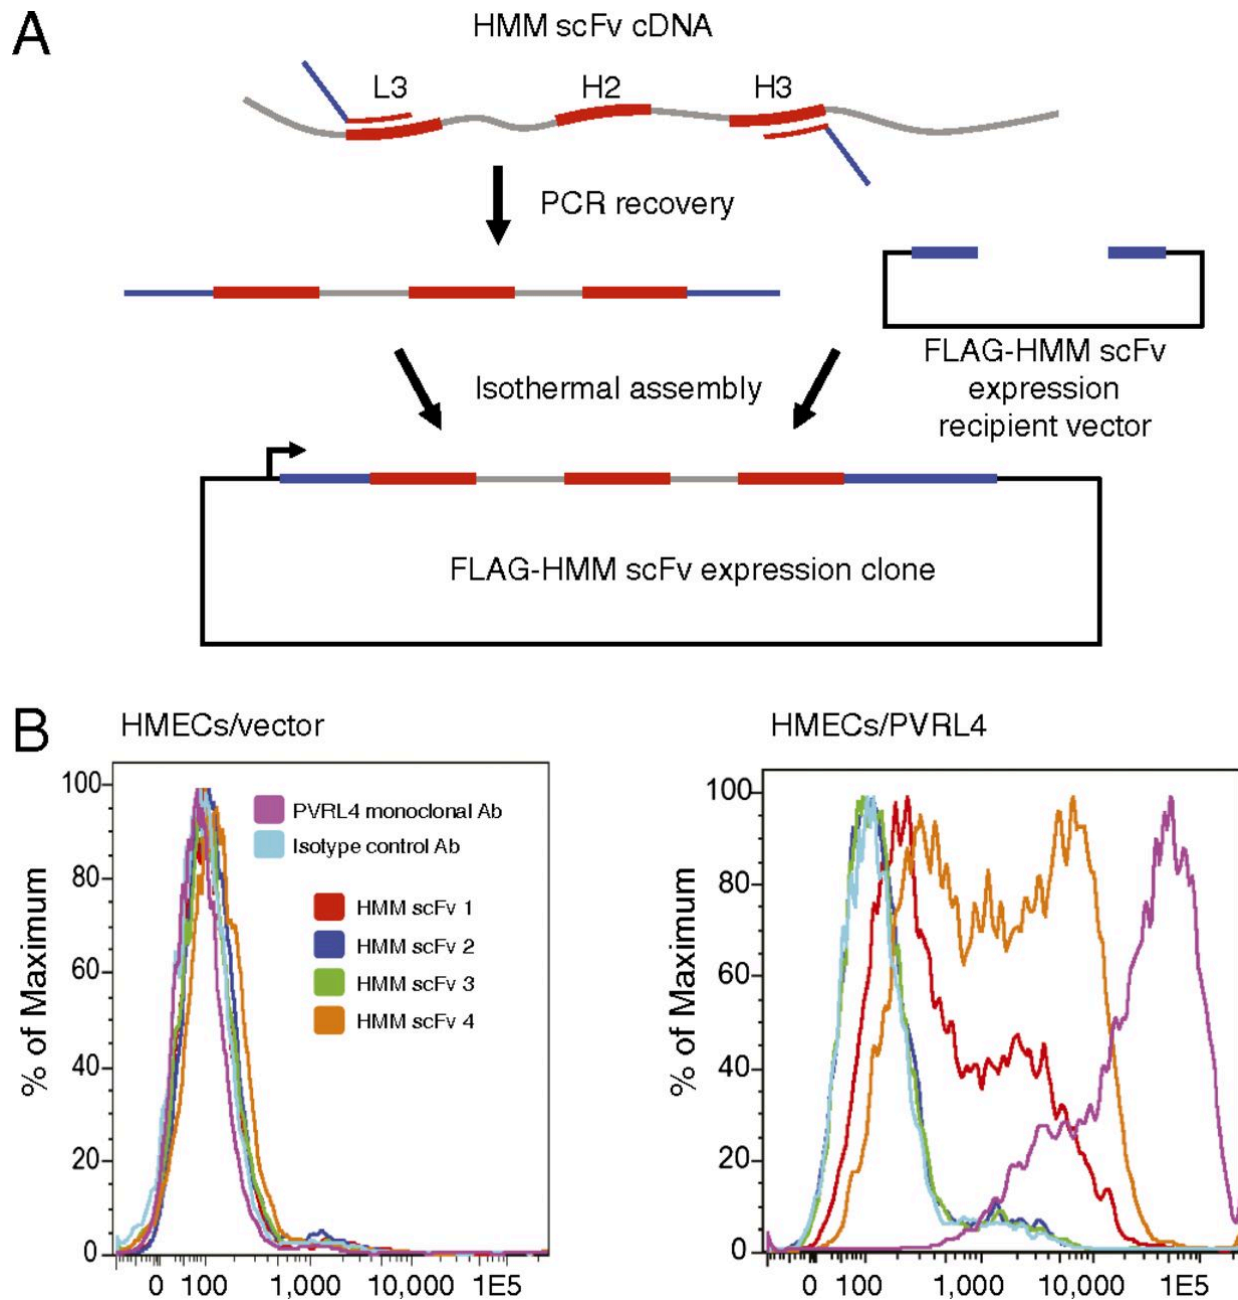 A
HMM scFv cDNA
L3
H2
H3
PCR recovery
Isothermal assembly
FLAG-HMM scFv
expression
recipient vector
FLAG-HMM scFv expression clone
B
HMECs/vector
% of Maximum
100
80
60
40
20
0
PVRL4 monoclonal Ab
Isotype control Ab
HMM scFv 1
HMM scFv 2
HMM scFv 3
HMM scFv 4
0 100 1,000 10,000 1E5
HMECs/PVRL4
% of Maximum
100
80
60
40
20
0
0 100 1,000 10,000 1E5